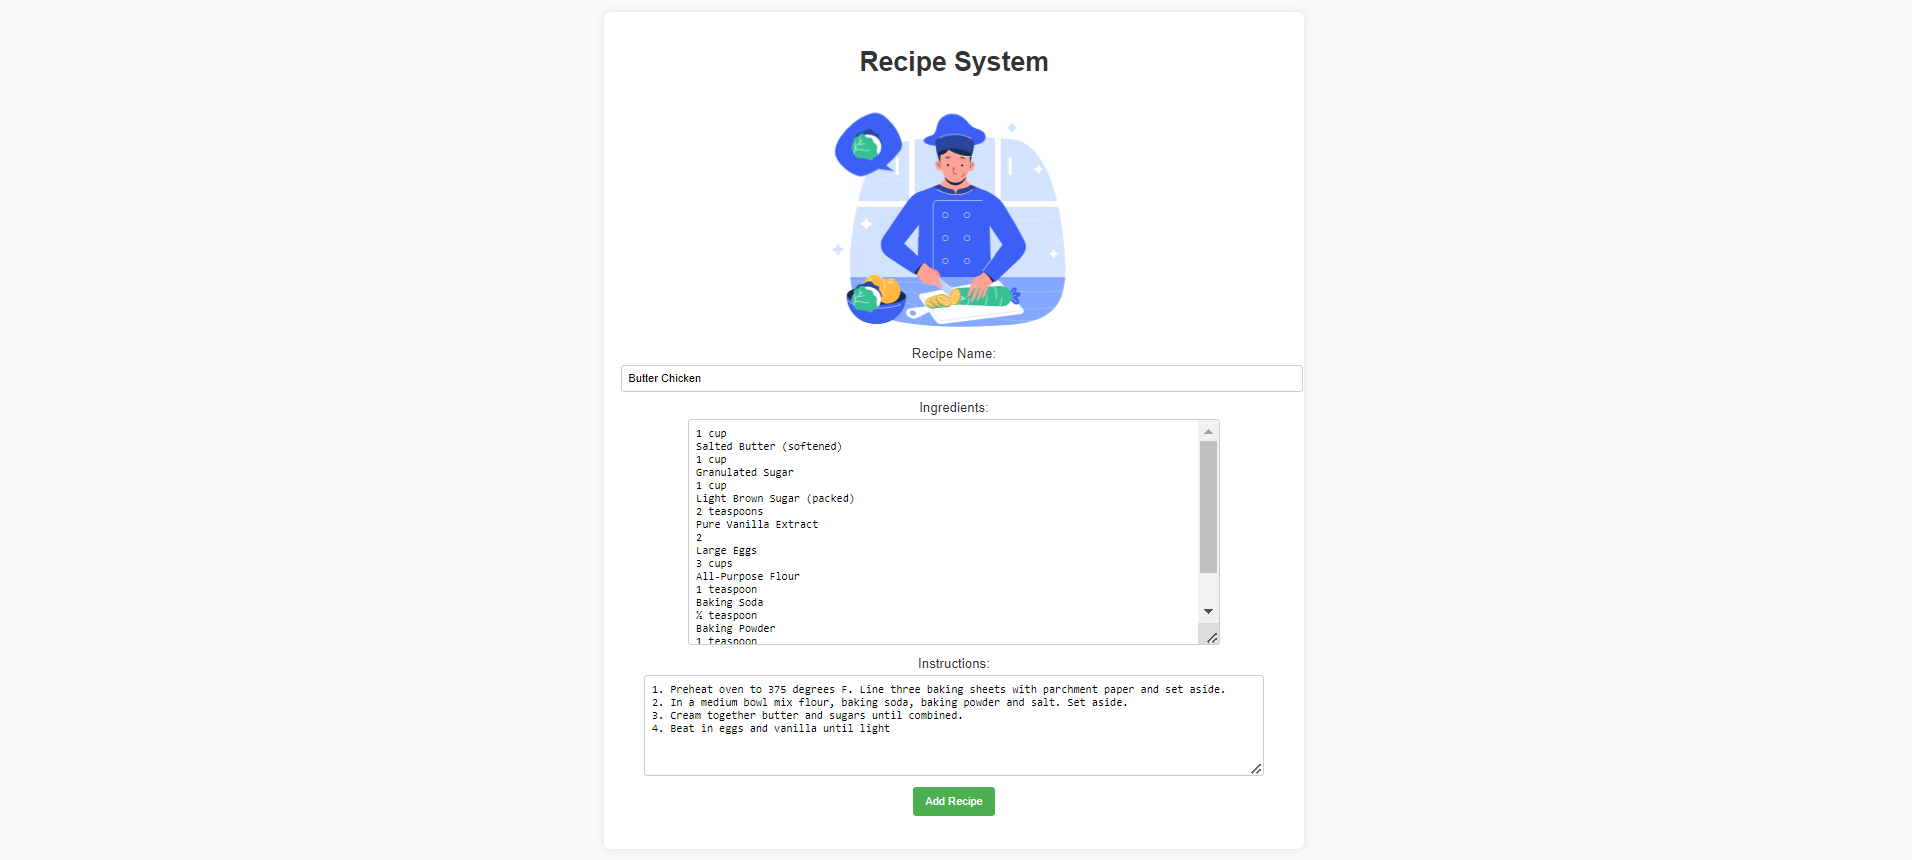 Recipe System
Recipe Name:
Butter Chicken
Ingredients:
1 cup
Salted Butter (softened)
1 cup
Granulated Sugar
1 cup
Light Brown Sugar (packed)
2 teaspoons
Pure Vanilla Extract
2
Large Eggs
3 cups
All-Purpose Flour
1 teaspoon
Baking Soda
½ teaspoon
Baking Powder
1 teaspoon
Instructions:
1. Preheat oven to 375 degrees F. Line three baking sheets with parchment paper and set aside.
2. In a medium bowl mix flour, baking soda, baking powder and salt. Set aside.
3. Cream together butter and sugars until combined.
4. Beat in eggs and vanilla until light
Add Recipe